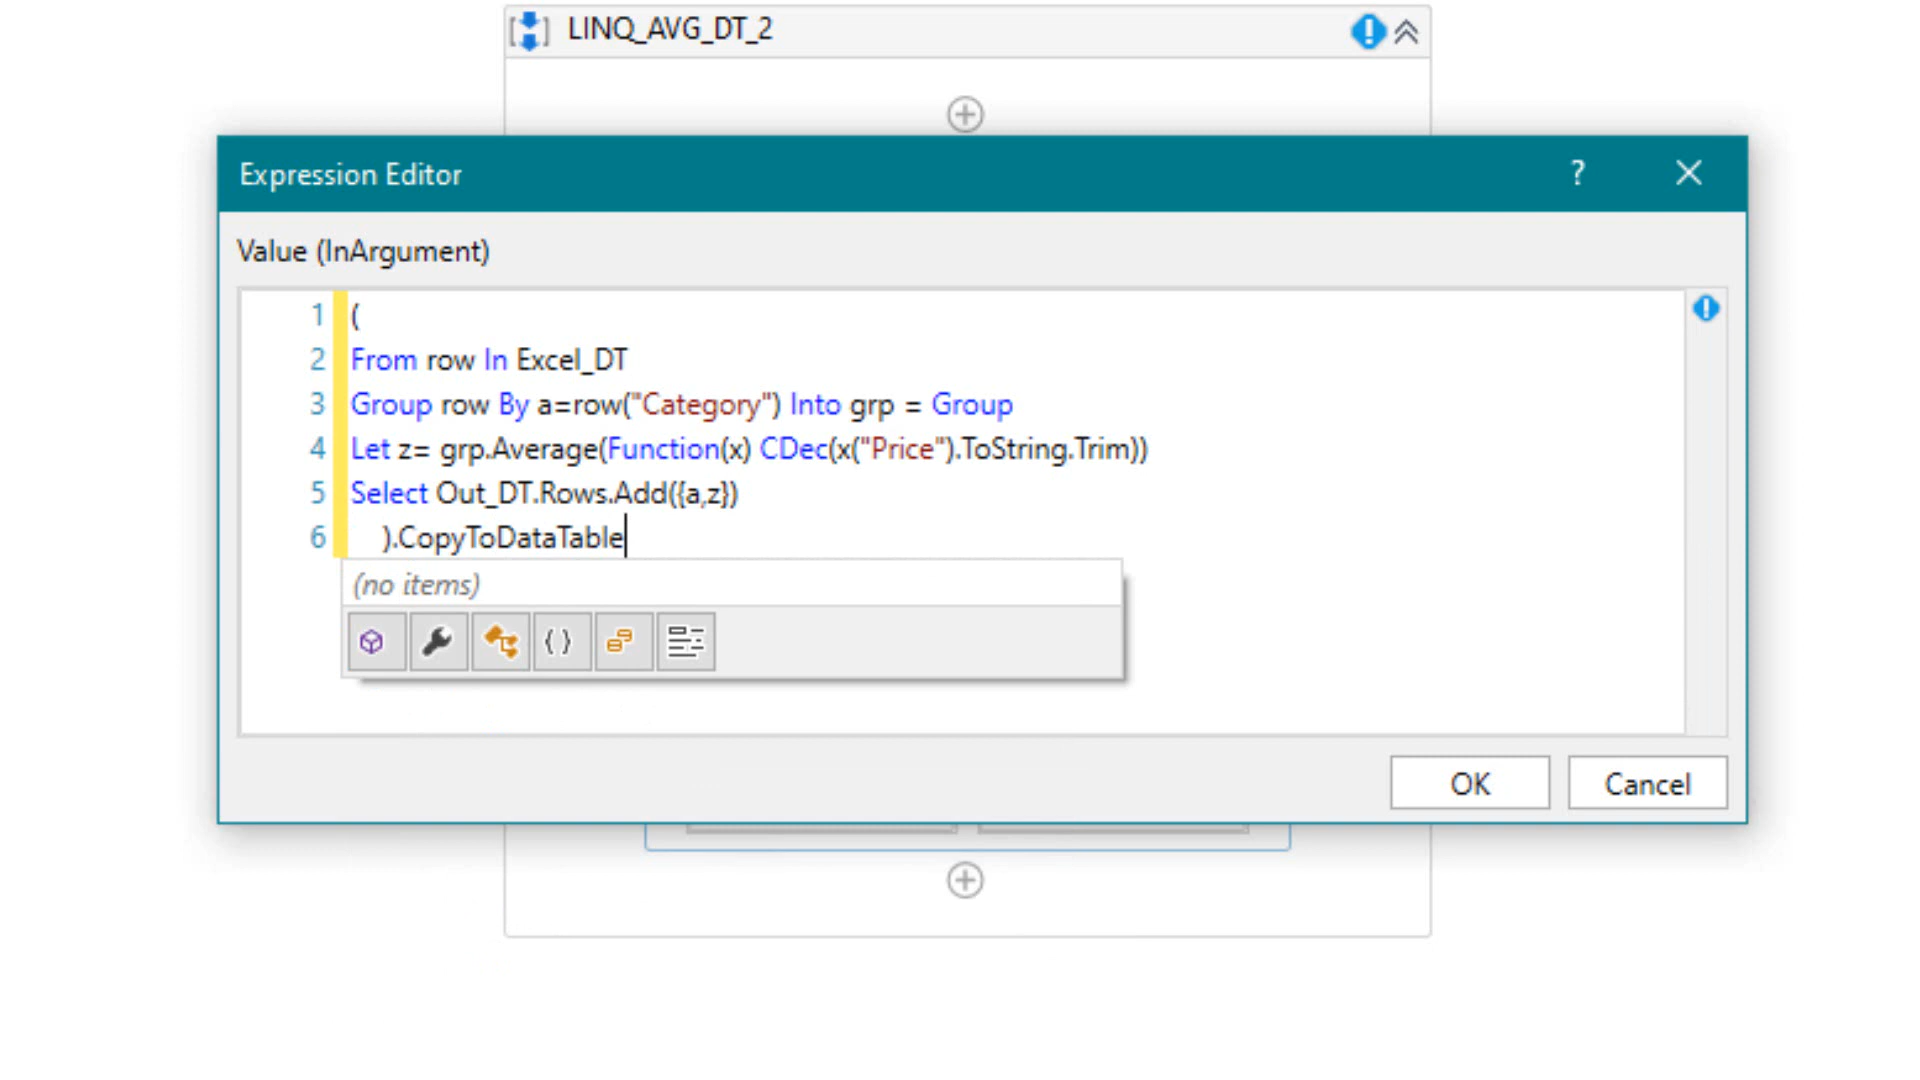 LINQ_AVG_DT_2
Expression Editor
?
Value (InArgument)
1 (
2 From row In Excel_DT
3 Group row By a=row("Category") Into grp = Group
4 Let z= grp.Average(Function(x) CDec(x("Price").ToString.Trim))
5 Select Out_DT.Rows.Add({a,z})
6 ).CopyToDataTable
(no items)
OK Cancel